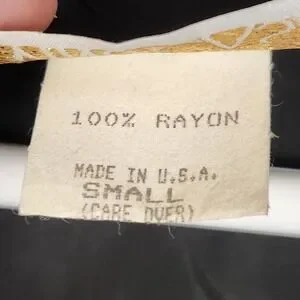 100% RAYON
MADE IN U.S.A.
SMALL
(CARE OVER)